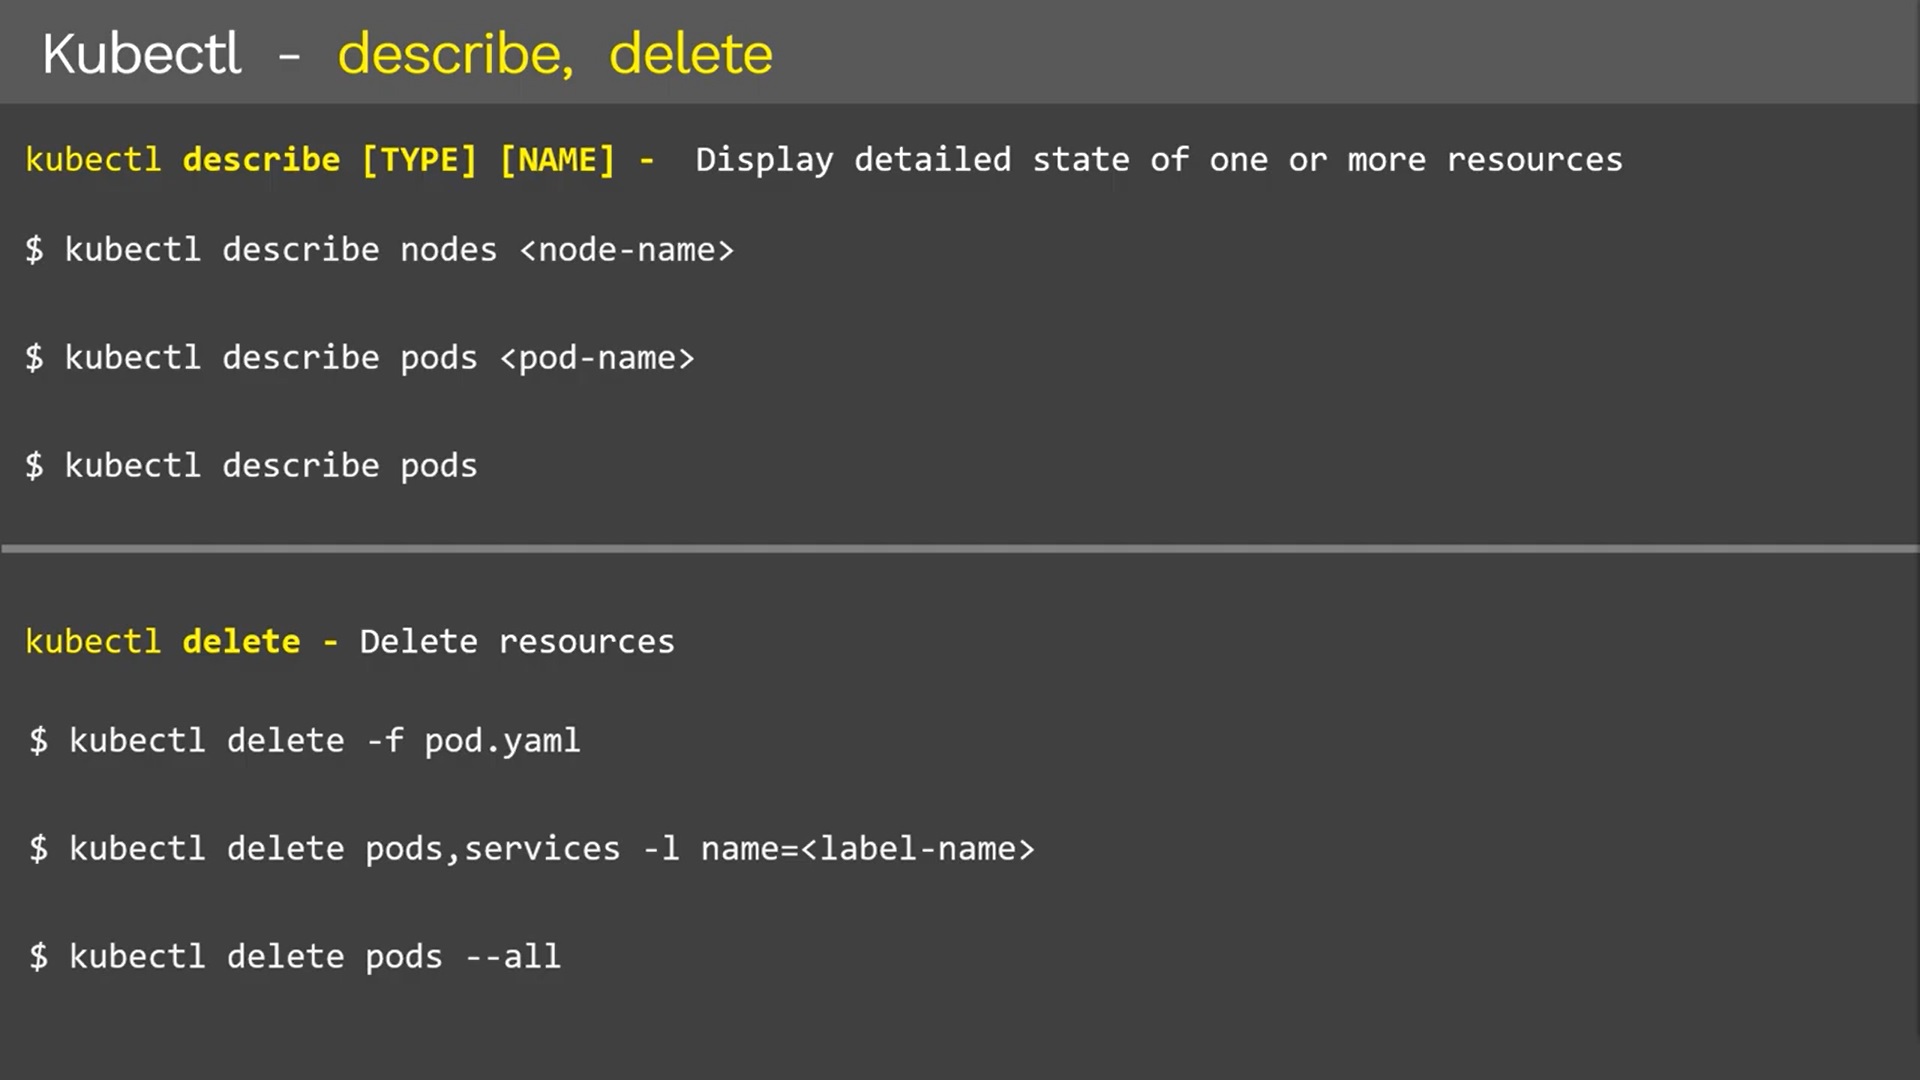 Kubectl - describe, delete
kubectl describe [TYPE] [NAME] - Display detailed state of one or more resources
$ kubectl describe nodes <node-name>
$ kubectl describe pods <pod-name>
$ kubectl describe pods
kubectl delete - Delete resources
$ kubectl delete -f pod.yaml
$ kubectl delete pods,services -l name=<label-name>
$ kubectl delete pods --all